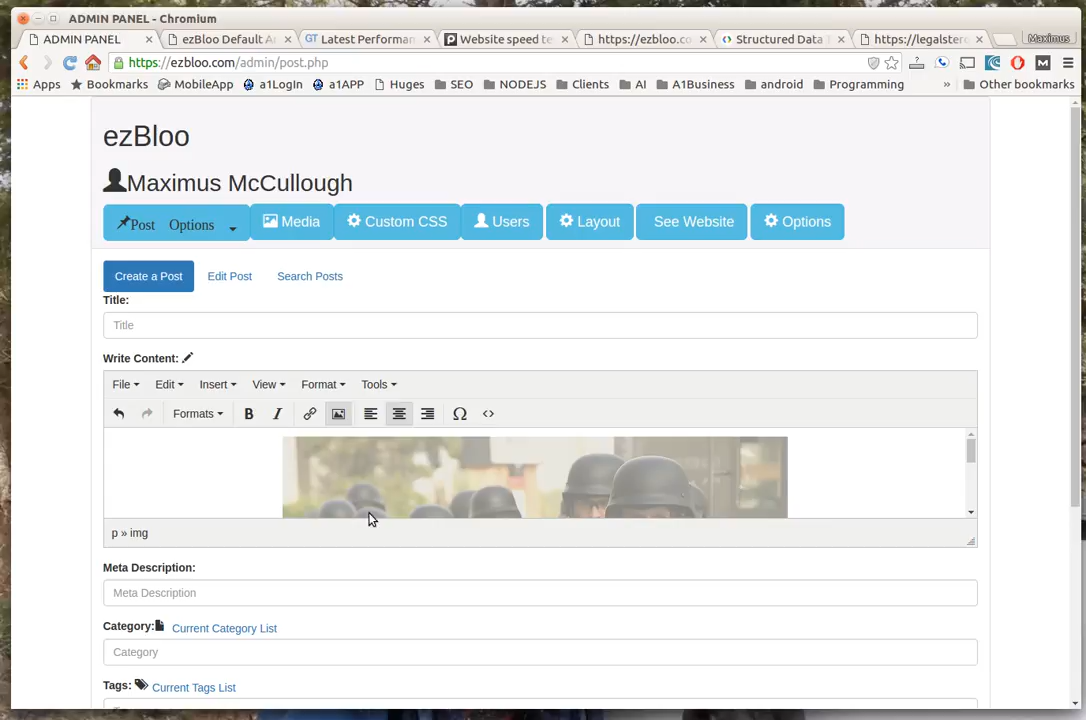 ADMIN PANEL - Chromium
ADMIN PANEL ezBloo Default A Latest Performan Website speed te https://ezbloo.co Structured Data T https://legalster Maximus
https://ezbloo.com/admin/post.php
Apps Bookmarks MobileApp a1LogIn a1APP Huges SEO NODEJS Clients AI A1Business android Programming » Other bookmarks
ezBloo
Maximus McCullough
Post Options Media Custom CSS Users Layout See Website Options
Create a Post Edit Post Search Posts
Title:
Title
Write Content:
File Edit Insert View Format Tools
Formats B I Ω <>
p » img
Meta Description:
Meta Description
Category: Current Category List
Category
Tags: Current Tags List